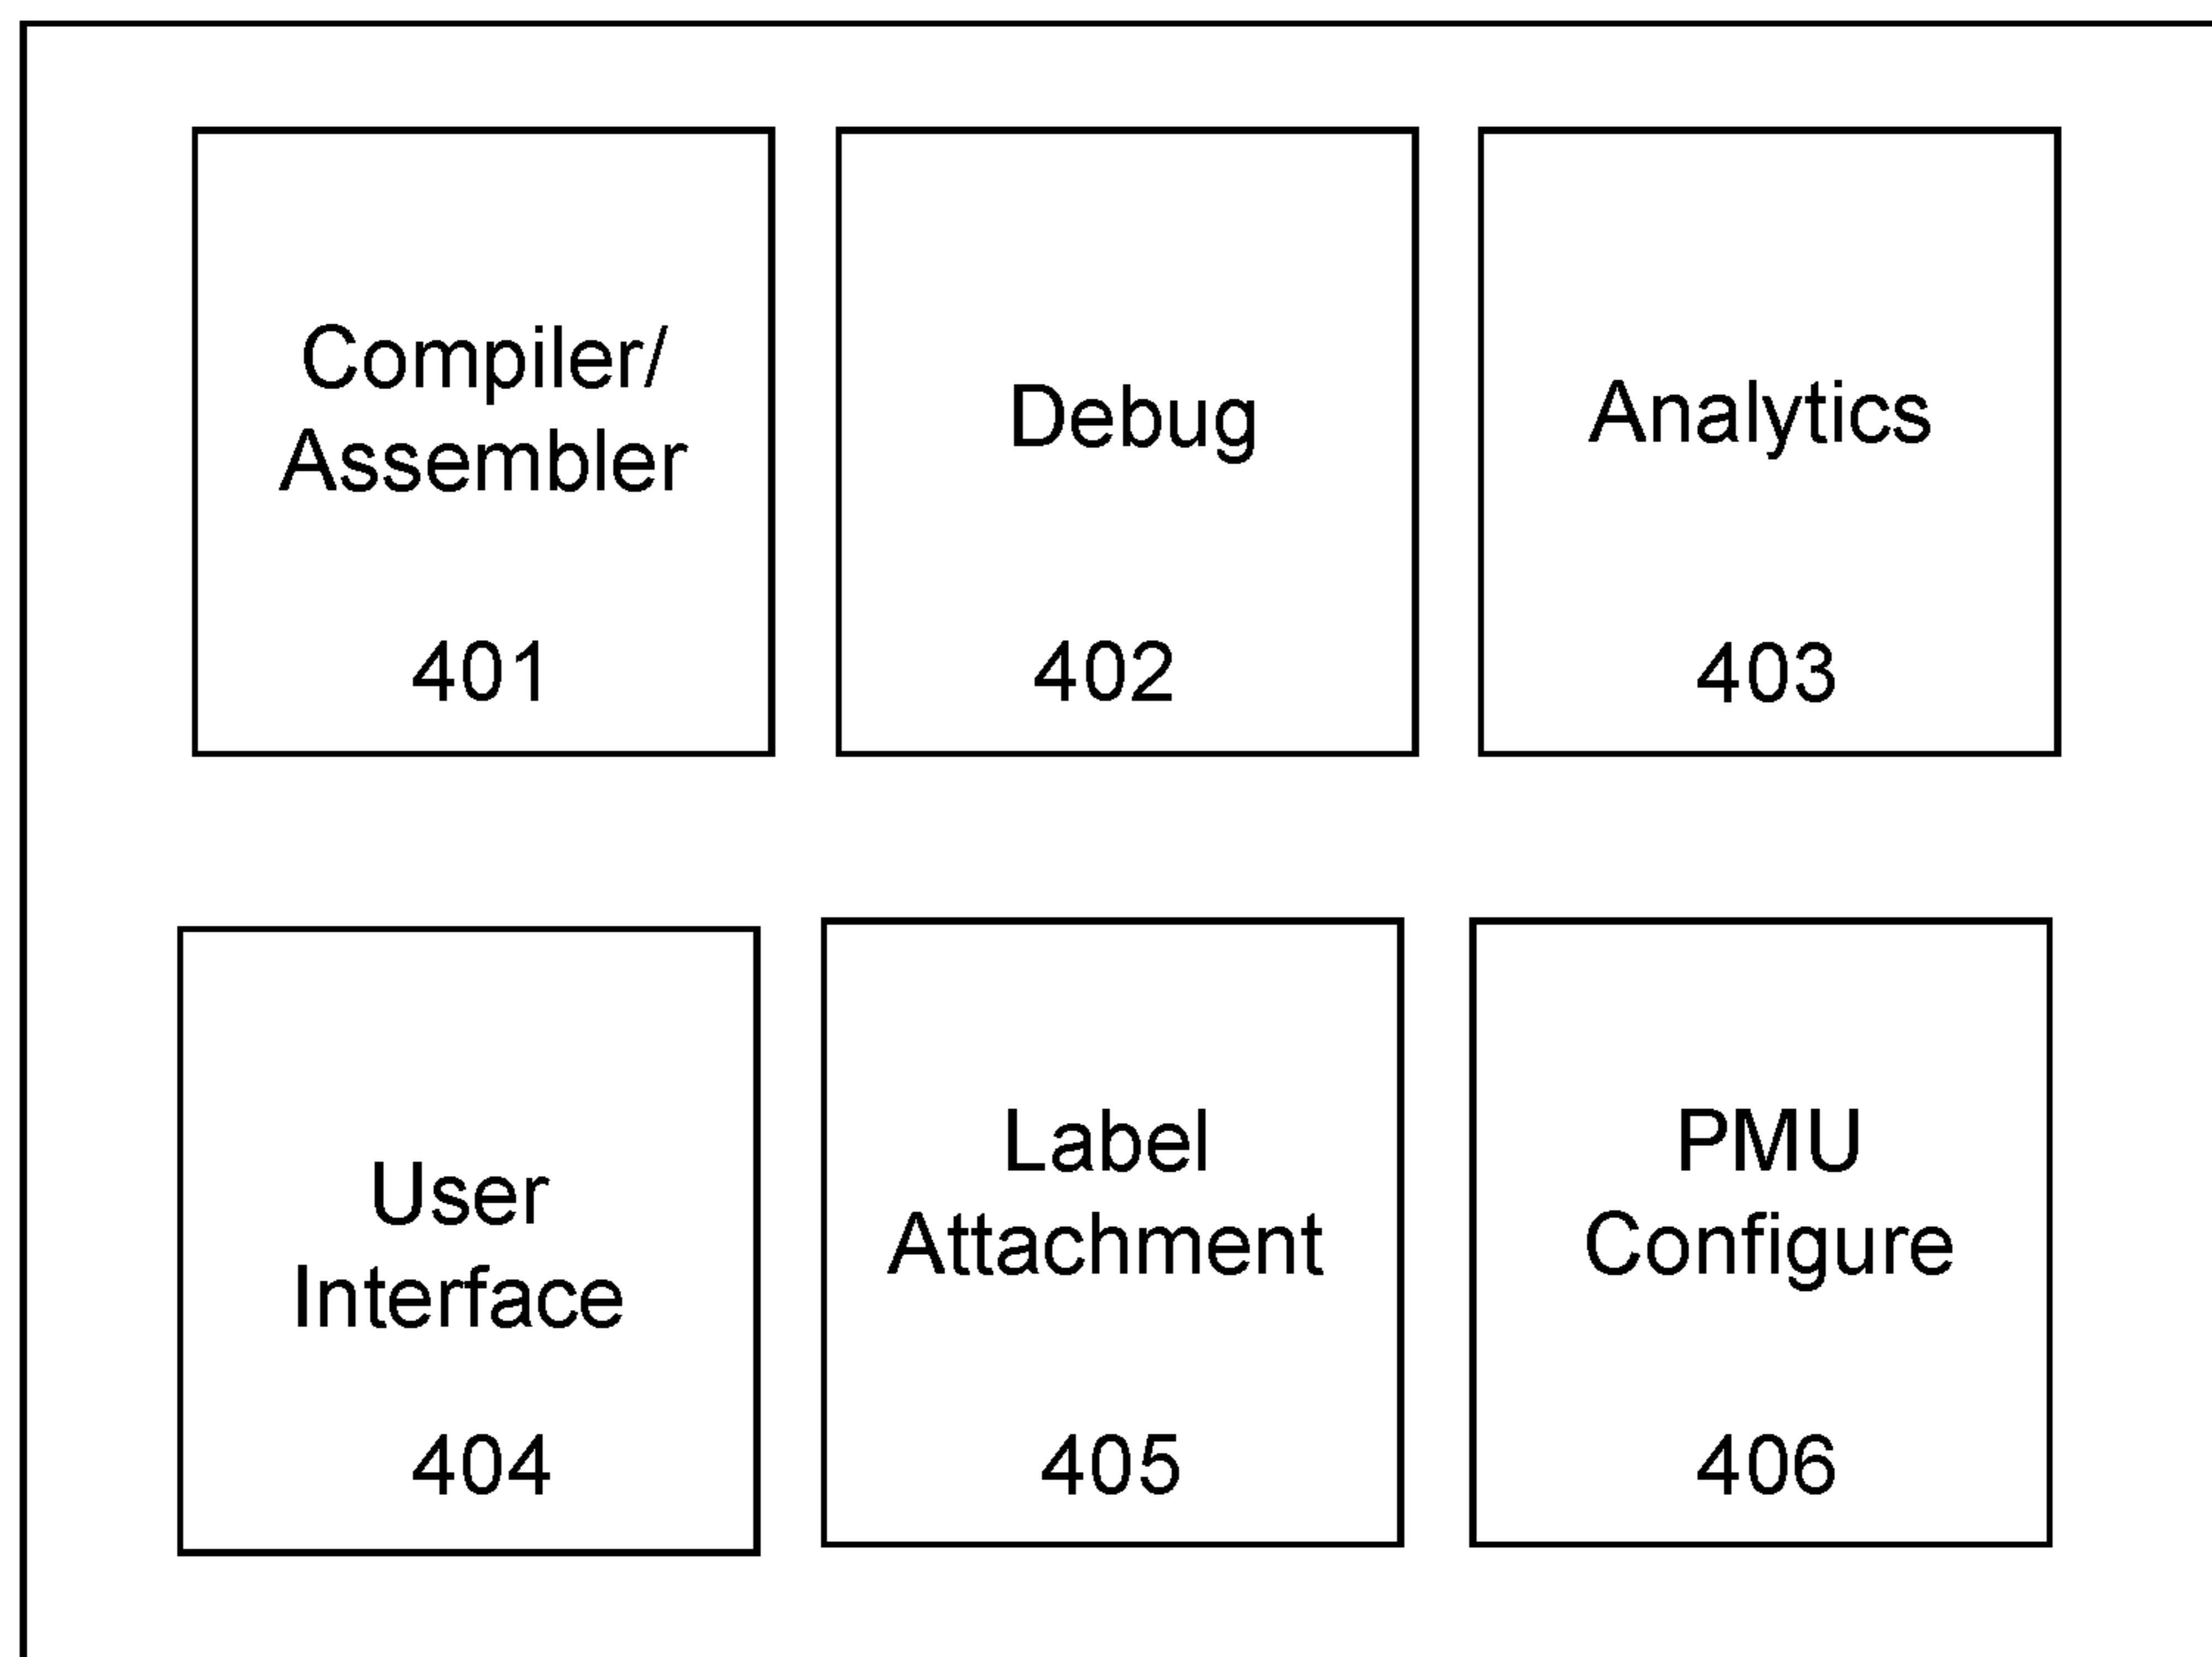 Compiler/
Assembler
401
Debug
402
Analytics
403
User
Interface
404
Label
Attachment
405
PMU
Configure
406